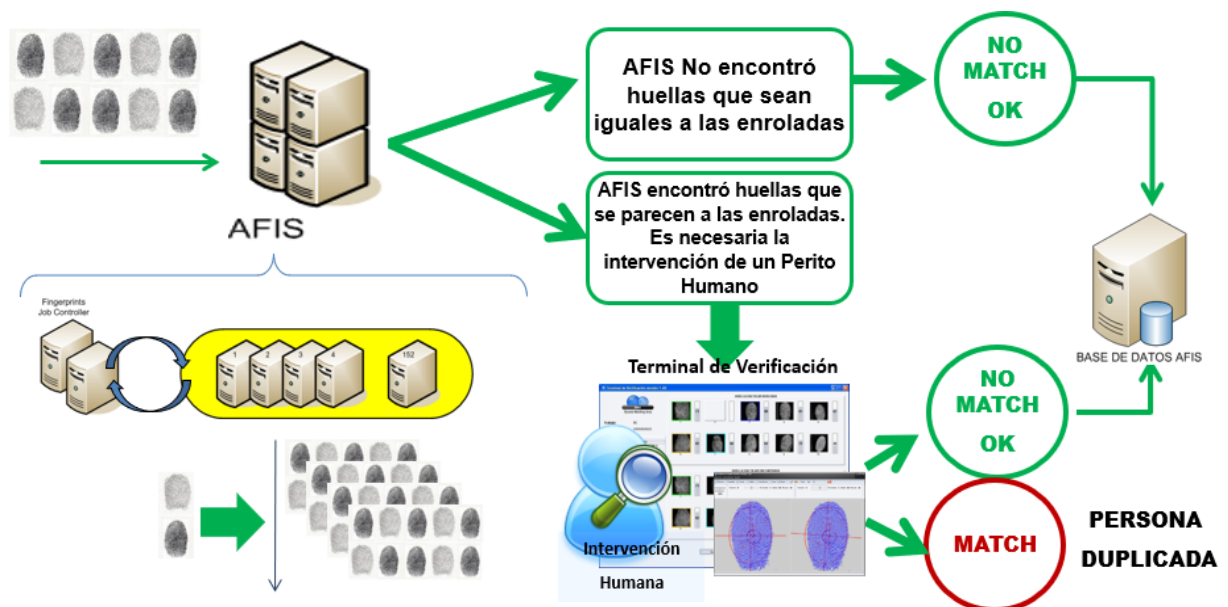 AFIS
AFIS No encontró
huellas que sean
iguales a las enroladas
NO
MATCH
OK
AFIS encontró huellas que
se parecen a las enroladas.
Es necesaria la
intervención de un Perito
Humano
BASE DE DATOS AFIS
Fingerprints
Job Controller
1
2
3
4
152
Terminal de Verificación
Intervención
Humana
NO
MATCH
OK
MATCH
PERSONA
DUPLICADA